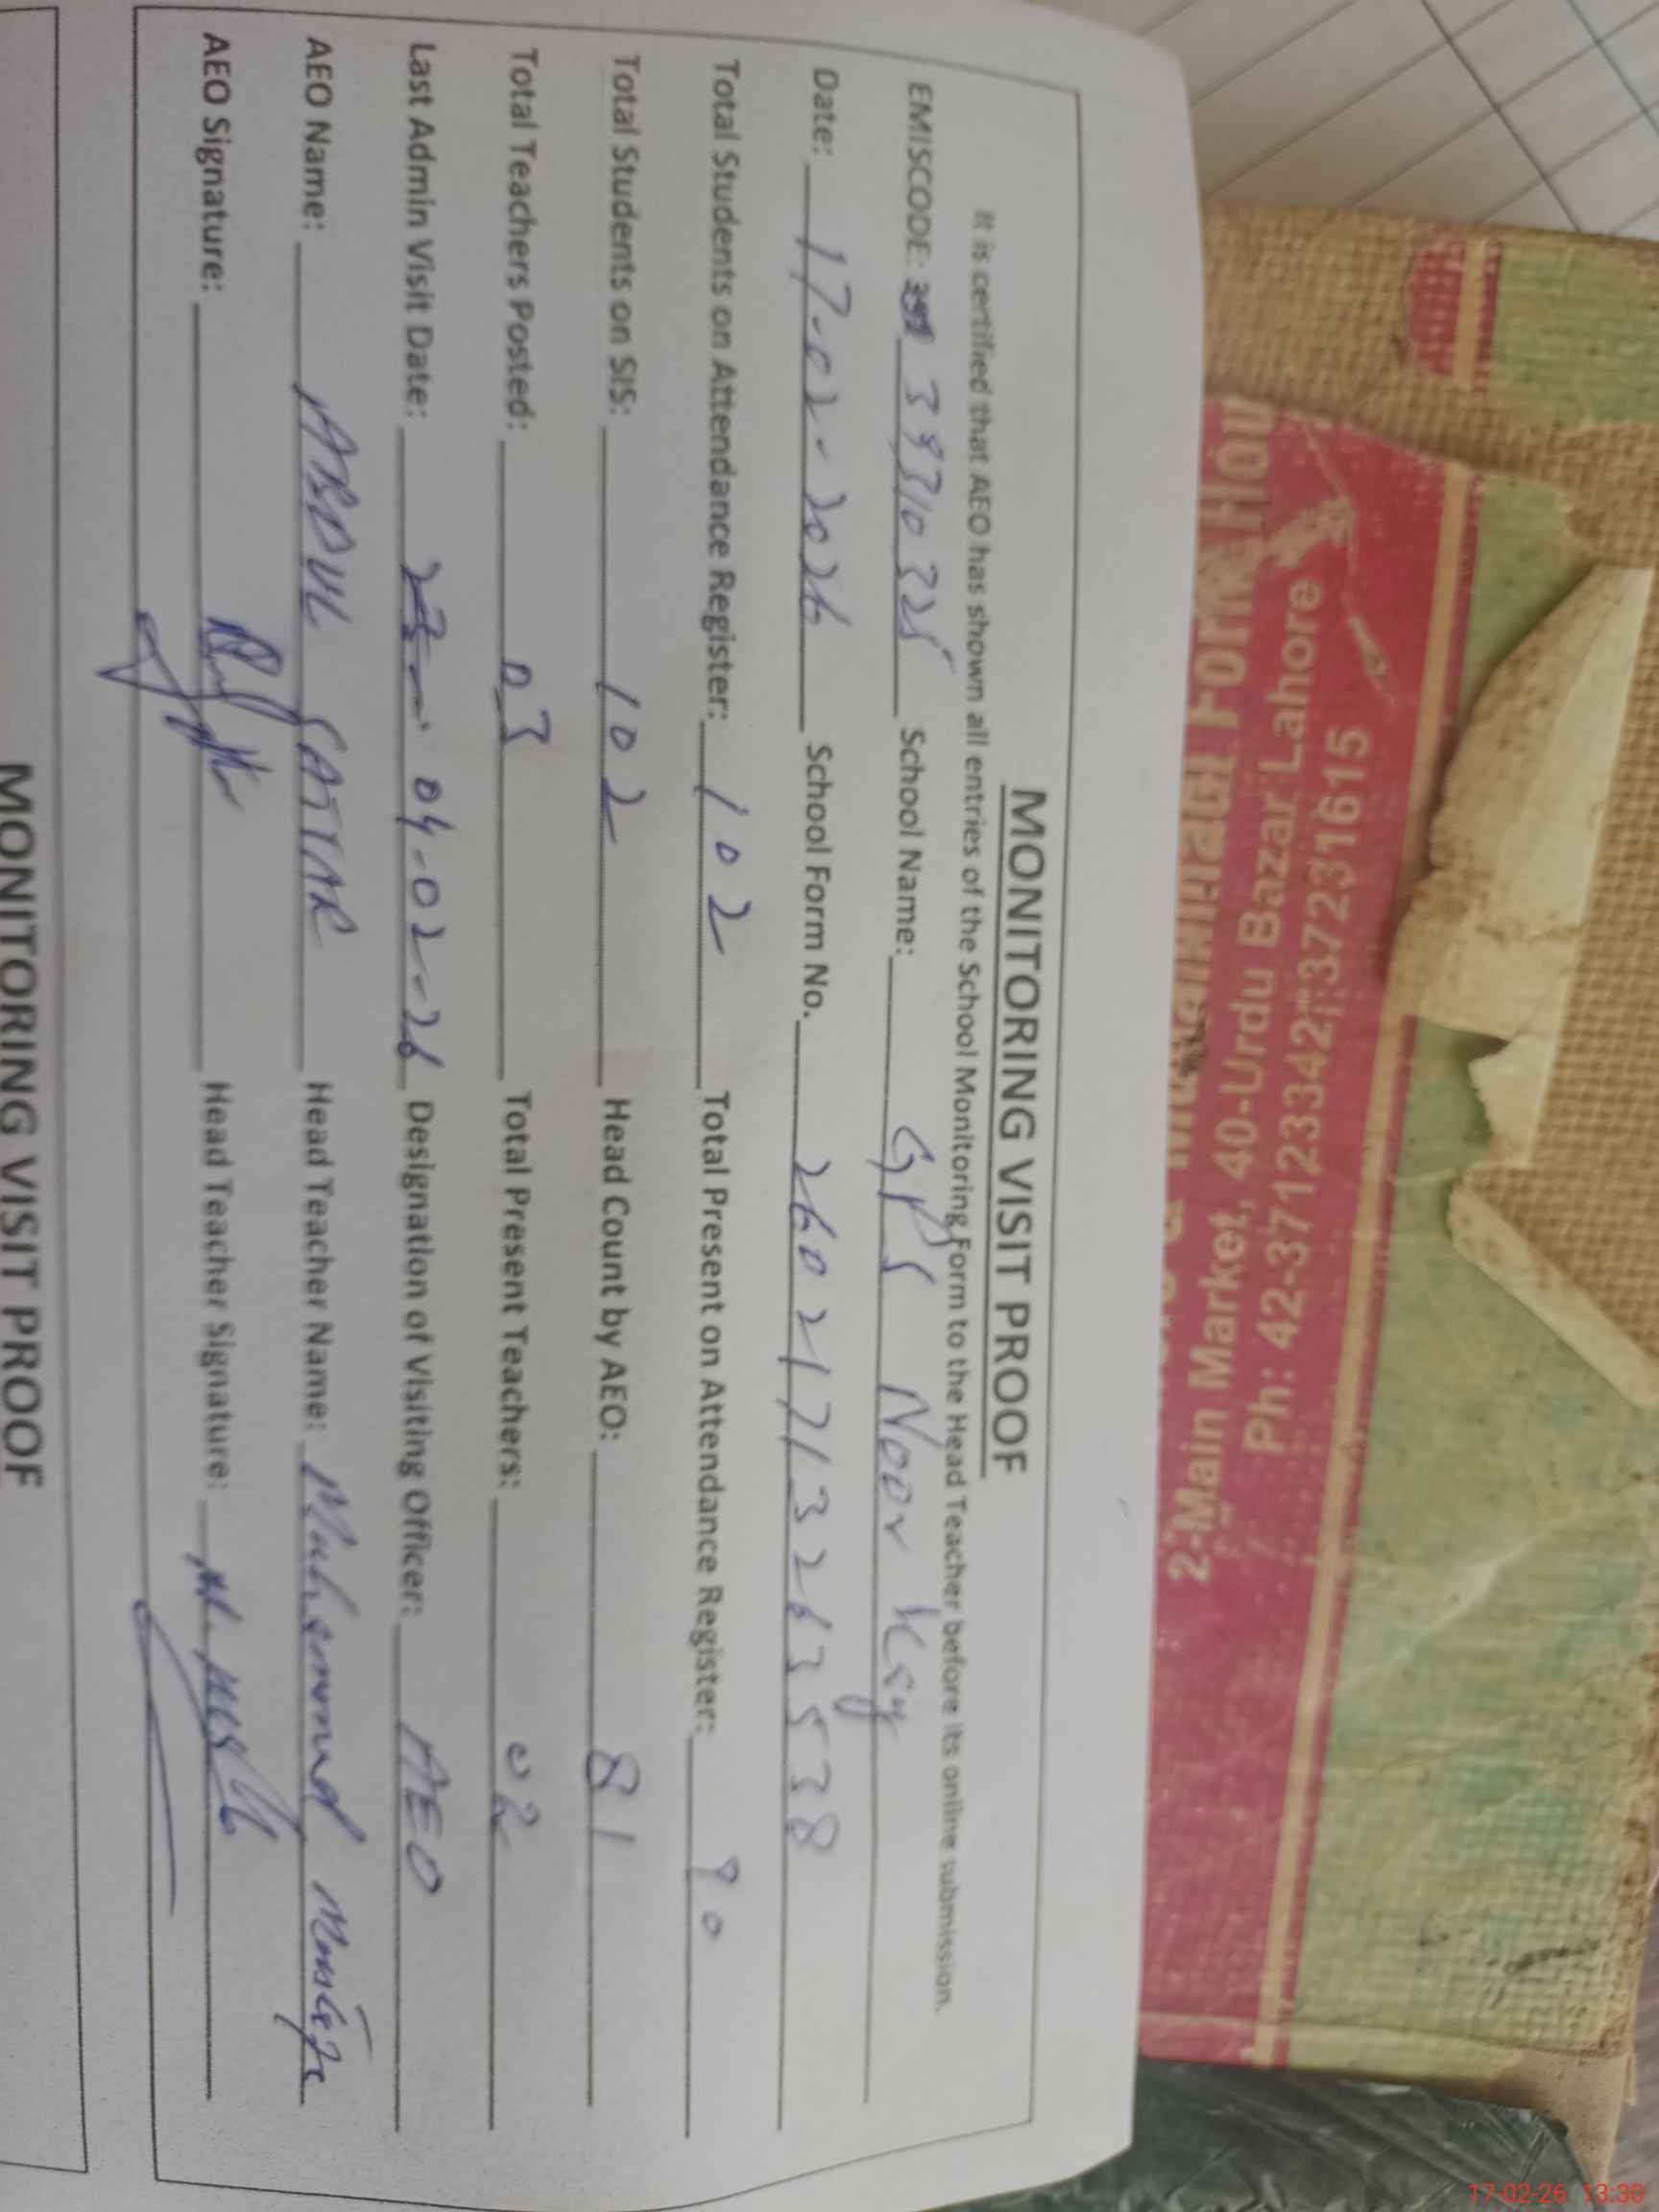 MONITORING VISIT PROOF
It is certified that AEO has shown all entries of the School Monitoring Form to the Head Teacher before its online submission.
EMISCODE: 39310325 School Name: GPS Noor Kay
Date: 17-02-2026 School Form No. 26021713263538
Total Students on Attendance Register: 102 Total Present on Attendance Register: 90
Total Students on SIS: 102 Head Count by AEO: 81
Total Teachers Posted: 03 Total Present Teachers: 02
Last Admin Visit Date: 04-02-26 Designation of Visiting Officer: AEO
AEO Name: ABDUL SATTAR Head Teacher Name: Muhammad
AEO Signature: Head Teacher Signature:
MONITORING VISIT PROOF
2-Main Market, 40-Urdu Bazar Lahore
Ph: 42-37123342, 37231615
17-02-26 13:30